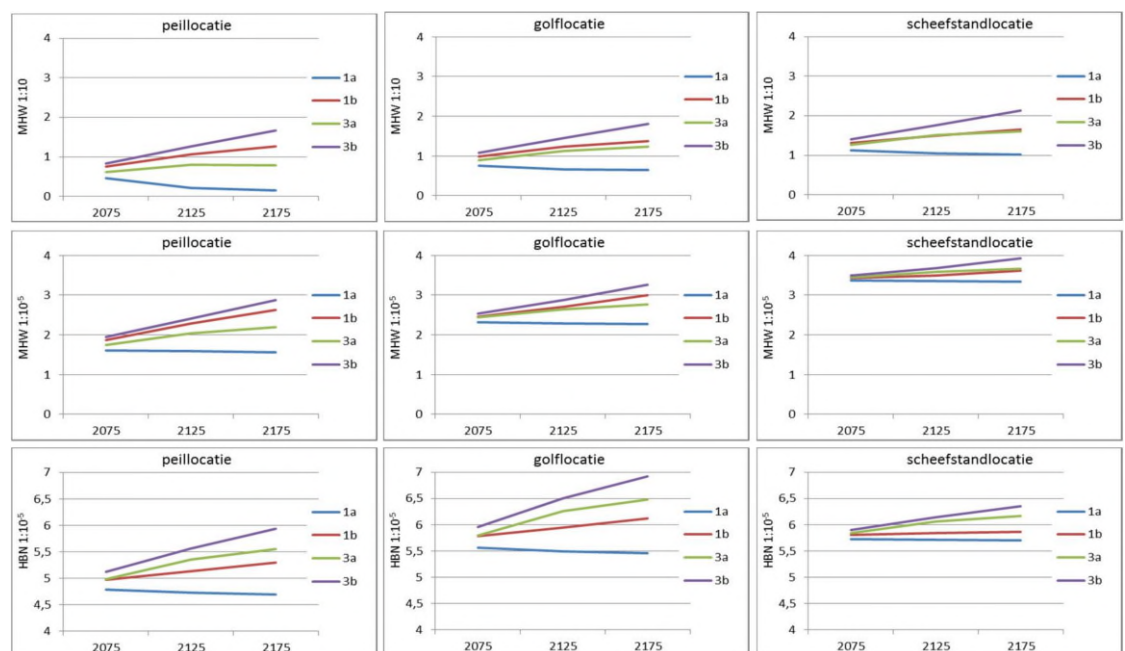 peillocatie
MHW 1:10
4
3
2
1
0
2075 2125 2175
1a
1b
3a
3b
golflocatie
MHW 1:10
4
3
2
1
0
2075 2125 2175
1a
1b
3a
3b
scheefstandlocatie
MHW 1:10
4
3
2
1
0
2075 2125 2175
1a
1b
3a
3b
peillocatie
MHW 1:10⁻⁵
4
3
2
1
0
2075 2125 2175
1a
1b
3a
3b
golflocatie
MHW 1:10⁻⁵
4
3
2
1
0
2075 2125 2175
1a
1b
3a
3b
scheefstandlocatie
MHW 1:10⁻⁵
4
3
2
1
0
2075 2125 2175
1a
1b
3a
3b
peillocatie
HBN 1:10⁻⁵
7
6,5
6
5,5
5
4,5
4
2075 2125 2175
1a
1b
3a
3b
golflocatie
HBN 1:10⁻⁵
7
6,5
6
5,5
5
4,5
4
2075 2125 2175
1a
1b
3a
3b
scheefstandlocatie
HBN 1:10⁻⁵
7
6,5
6
5,5
5
4,5
4
2075 2125 2175
1a
1b
3a
3b